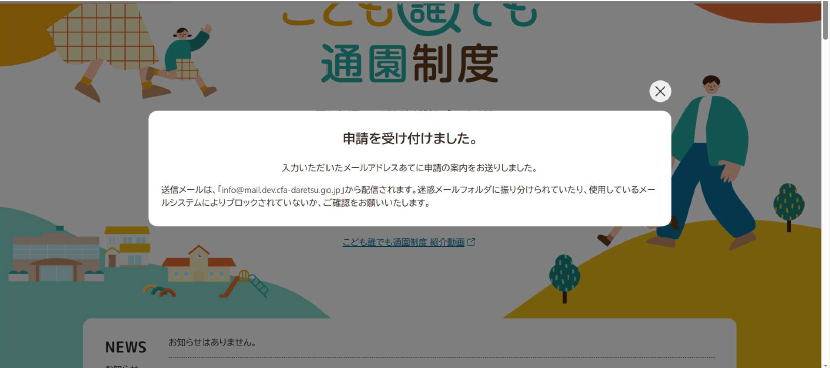 こども誰でも
通園制度
申請を受け付けました。
入力いただいたメールアドレスあてに申請の案内をお送りしました。
送信メールは、「info@mail.dev.cfa-daretsu.go.jp」から配信されます。迷惑メールフォルダに振り分けられていたり、使用しているメー
ルシステムによりブロックされていないか、ご確認をお願いいたします。
こども誰でも通園制度 紹介動画
NEWS
お知らせはありません。
お知らせ